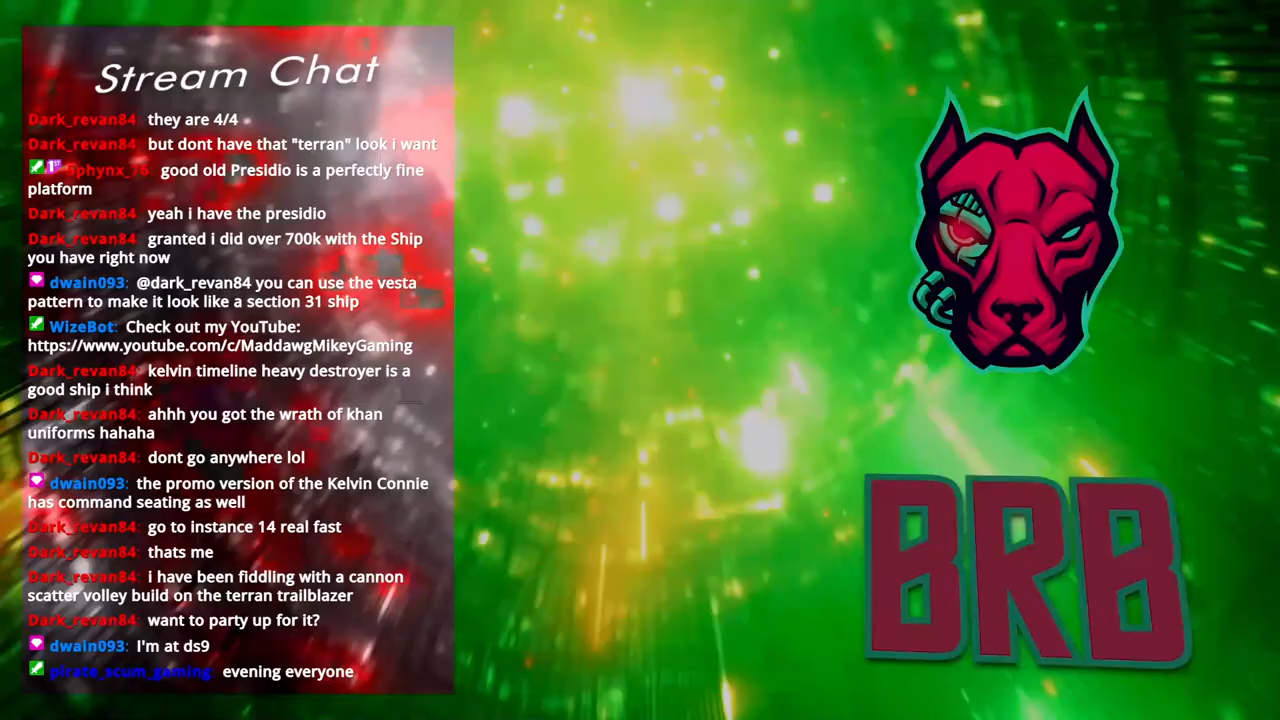 Stream Chat
Dark_revan84: they are 4/4
Dark_revan84: but dont have that "terran" look i want
1ST Sphynx_76 good old Presidio is a perfectly fine
platform
Dark_revan84: yeah i have the presidio
Dark_revan84: granted i did over 700k with the Ship
you have right now
dwain093: @dark_revan84 you can use the vesta
pattern to make it look like a section 31 ship
WizeBot: Check out my YouTube:
https://www.youtube.com/c/MaddawgMikeyGaming
Dark_revan84: kelvin timeline heavy destroyer is a
good ship i think
Dark_revan84: ahhh you got the wrath of khan
uniforms hahaha
Dark_revan84: dont go anywhere lol
dwain093: the promo version of the Kelvin Connie
has command seating as well
Dark_revan84: go to instance 14 real fast
Dark_revan84: thats me
Dark_revan84: i have been fiddling with a cannon
scatter volley build on the terran trailblazer
Dark_revan84: want to party up for it?
dwain093: I'm at ds9
pirate_scum_gaming: evening everyone
BRB